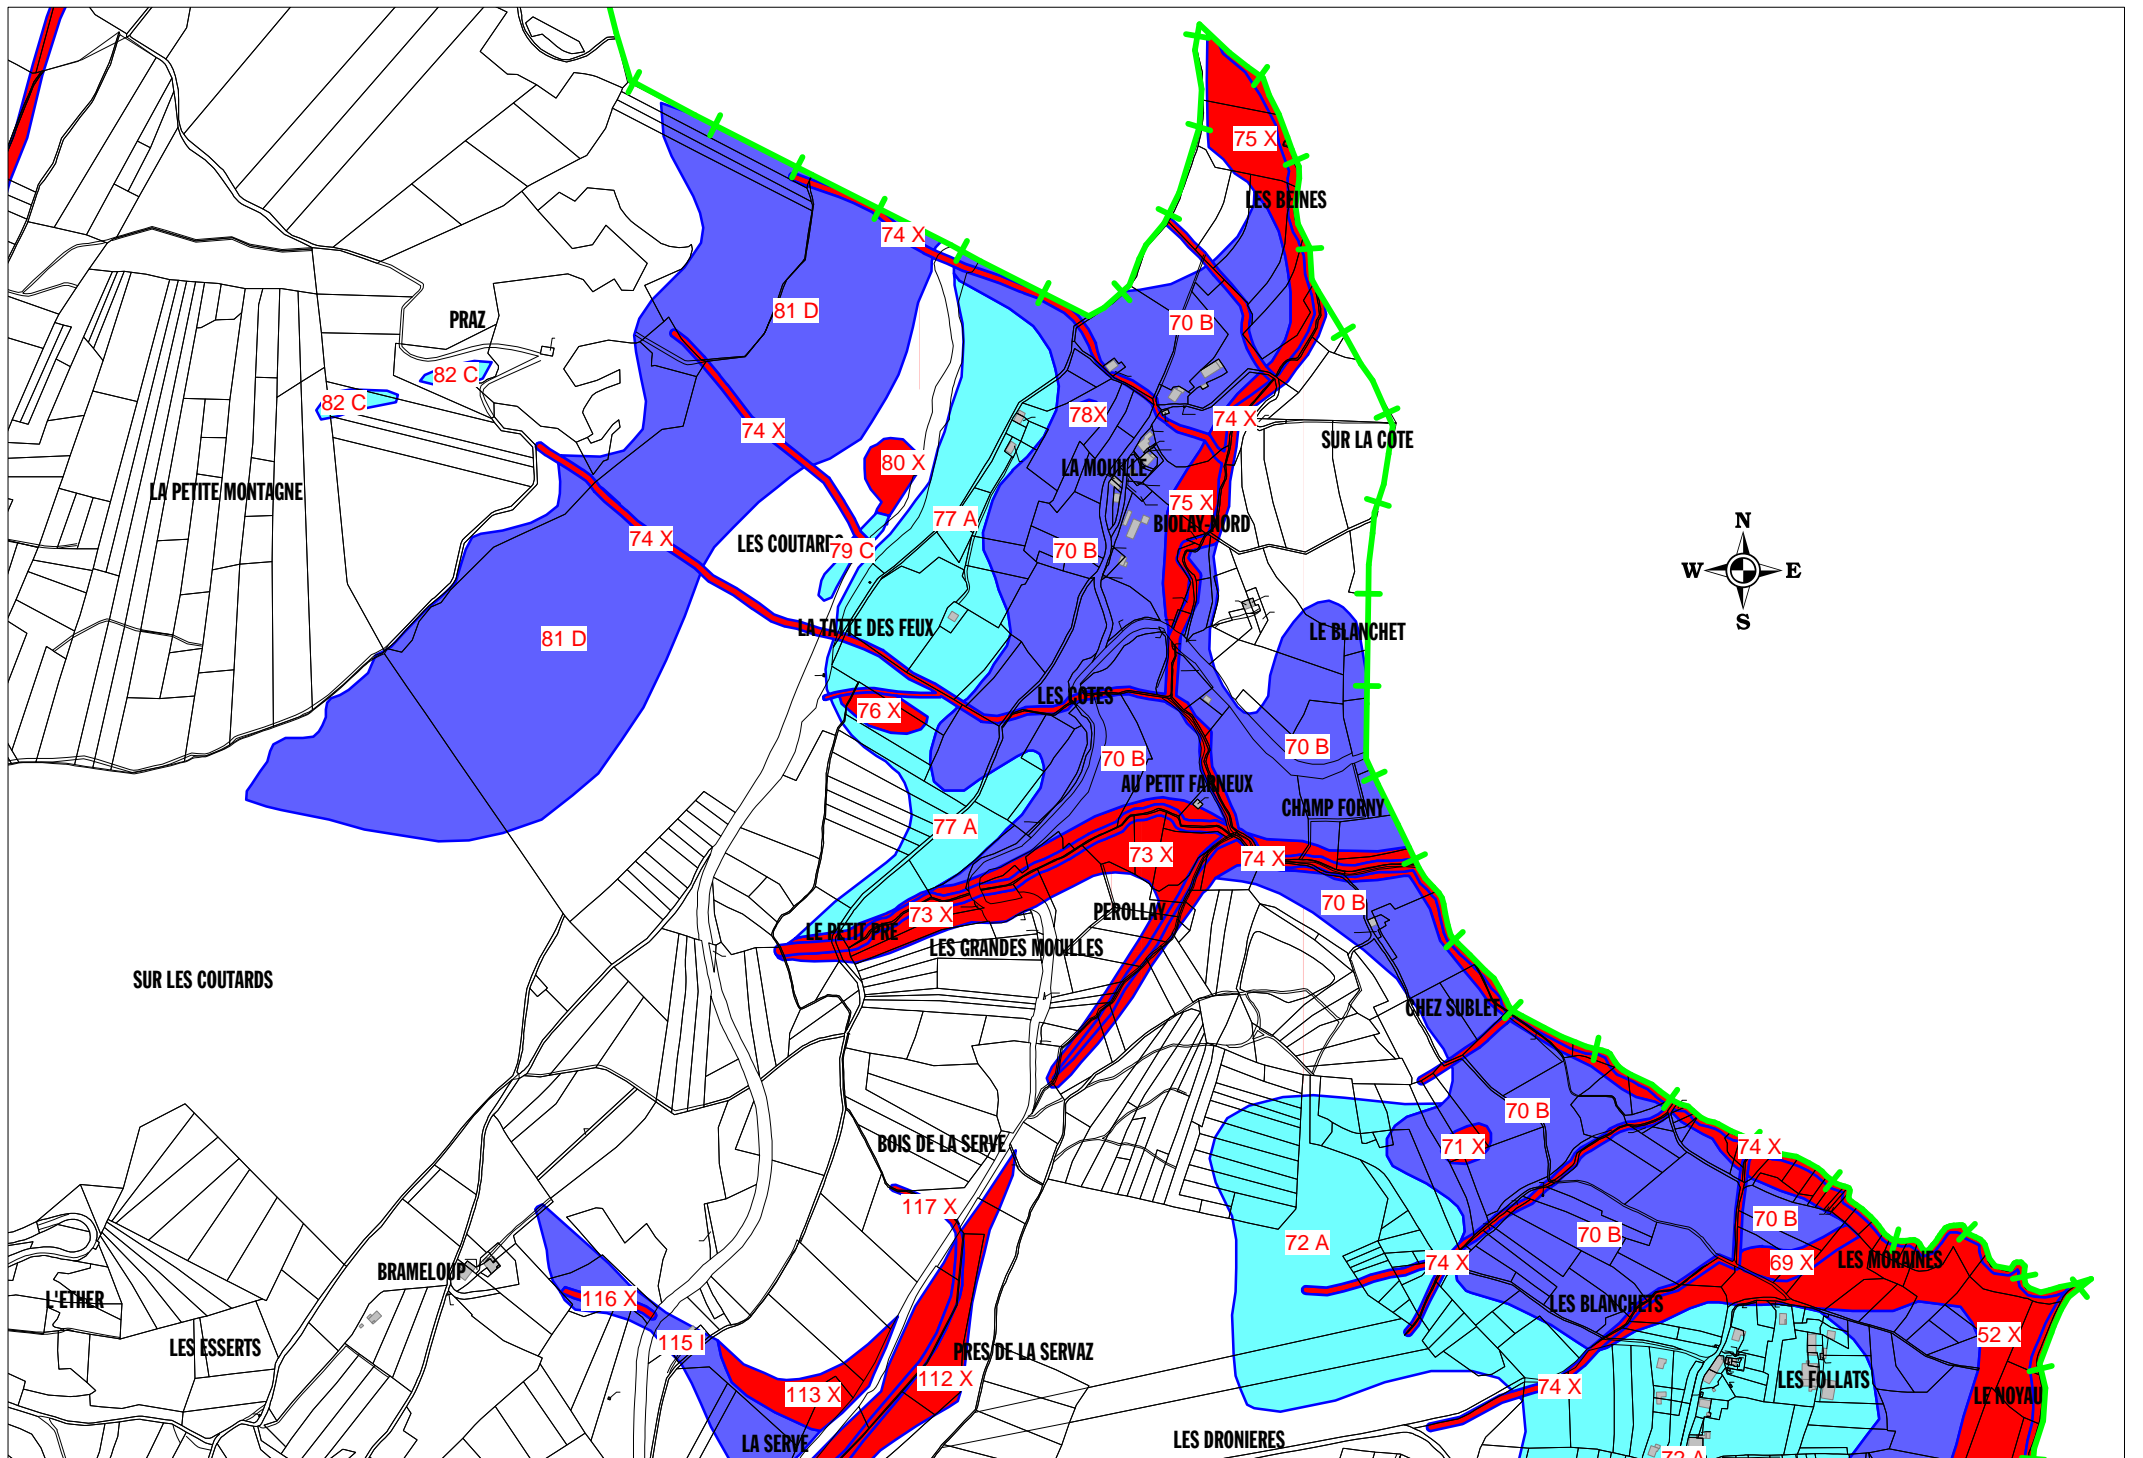 75 X
LES BEINES
74 X
81 D
70 B
PRAZ
82 C
82 C
78X
74 X
SUR LA COTE
74 X
80 X
LA MOUILLE
LA PETITE MONTAGNE
75 X
77 A
BIOLAY-NORD
74 X
LES COUTARDS
79 C
70 B
N
W
E
S
81 D
LA TATTE DES FEUX
LE BLANCHET
LES COTES
76 X
70 B
70 B
AU PETIT FARNEUX
CHAMP FORNY
77 A
73 X
74 X
70 B
73 X
PEROLLAY
LE PETIT PRE
LES GRANDES MOUILLES
SUR LES COUTARDS
CHEZ SUBLET
70 B
BOIS DE LA SERVE
71 X
74 X
117 X
70 B
70 B
72 A
74 X
69 X
LES MORAINES
BRAMELOUP
116 X
L'ETHER
LES BLANCHETS
115 I
52 X
LES ESSERTS
PRES DE LA SERVAZ
112 X
113 X
74 X
LES FOLLATS
LE NOYAU
LA SERVE
LES DRONIERES
72 A